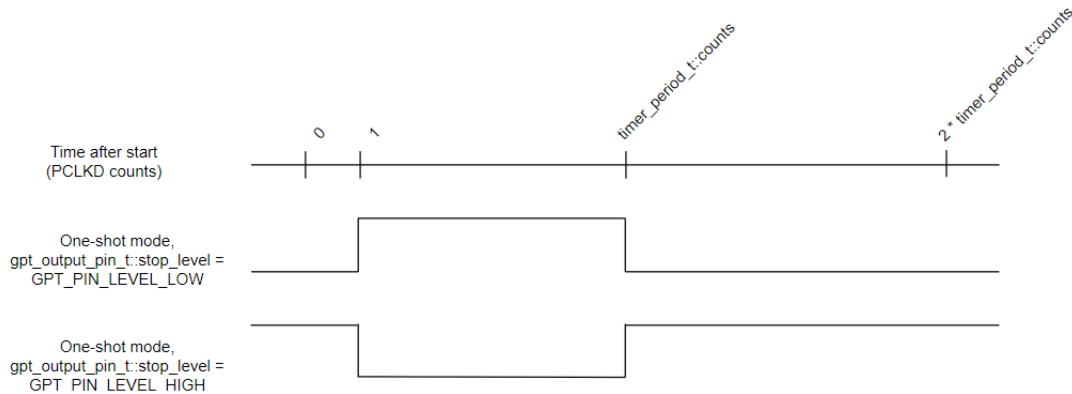 0
1
timer_period_t::counts
2 * timer_period_t::counts
Time after start
(PCLKD counts)
One-shot mode,
gpt_output_pin_t::stop_level =
GPT_PIN_LEVEL_LOW
One-shot mode,
gpt_output_pin_t::stop_level =
GPT_PIN_LEVEL_HIGH